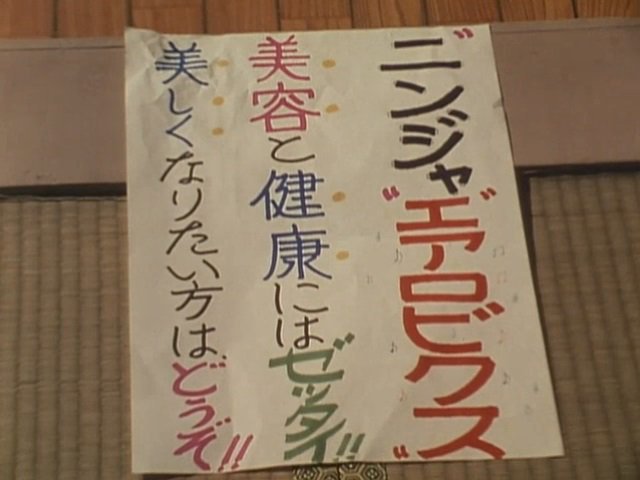 "ニンジャ"エアロビクス"
美容と健康にはゼッタイ!!
美しくなりたい方は、どうぞ!!